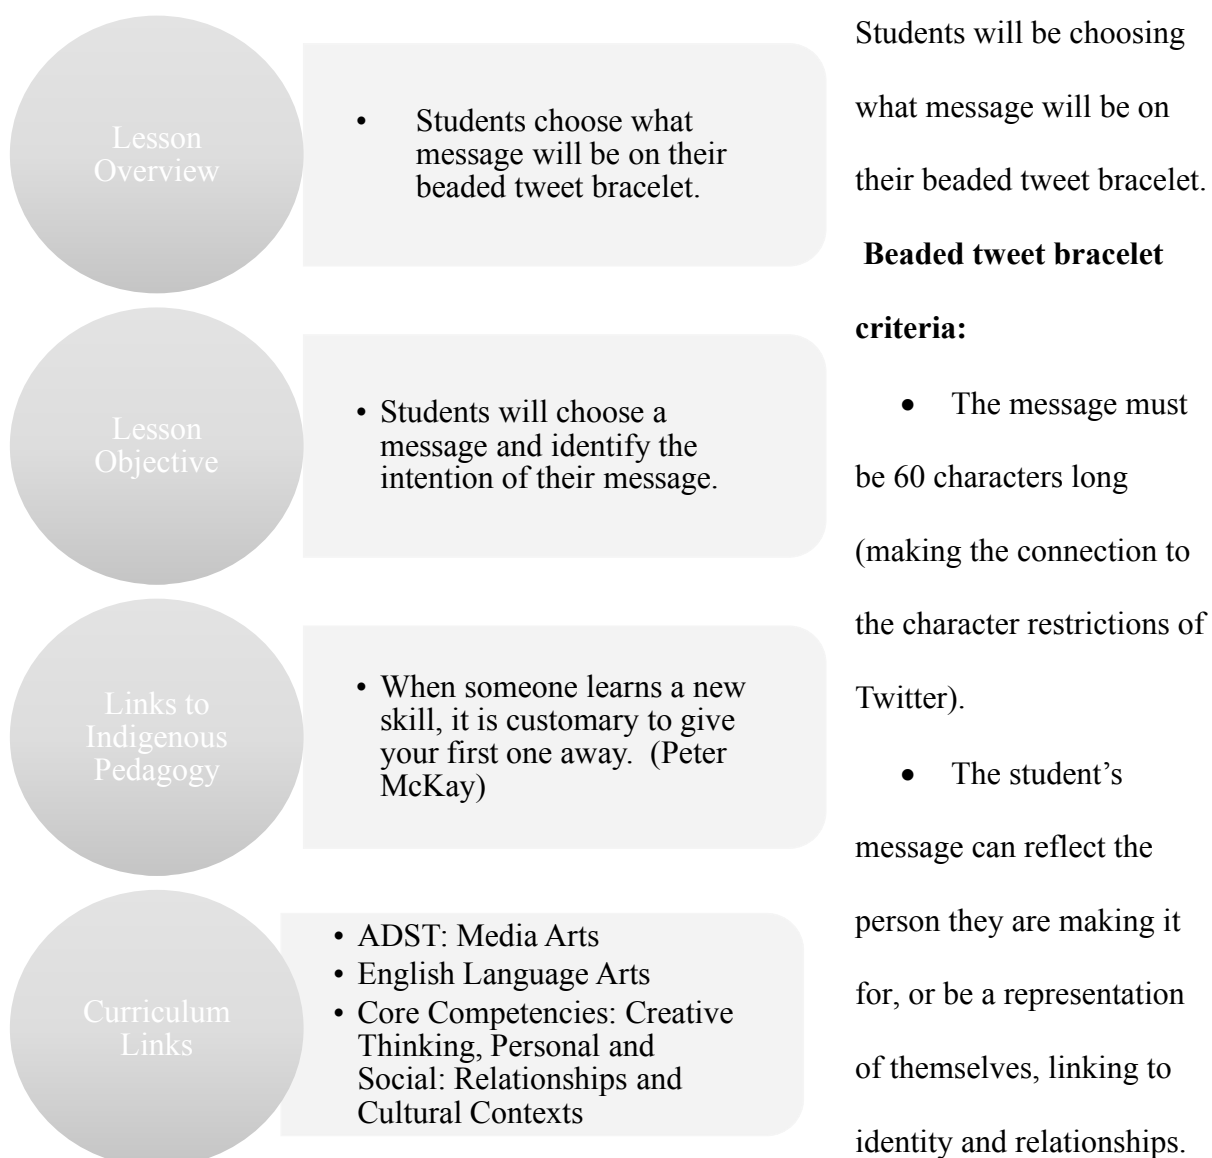 Lesson
Overview
• Students choose what
message will be on their
beaded tweet bracelet.
Lesson
Objective
• Students will choose a
message and identify the
intention of their message.
Links to
Indigenous
Pedagogy
• When someone learns a new
skill, it is customary to give
your first one away.  (Peter
McKay)
Curriculum
Links
• ADST: Media Arts
• English Language Arts
• Core Competencies: Creative
Thinking, Personal and
Social: Relationships and
Cultural Contexts
Students will be choosing
what message will be on
their beaded tweet bracelet.
Beaded tweet bracelet
criteria:
• The message must
be 60 characters long
(making the connection to
the character restrictions of
Twitter).
• The student’s
message can reflect the
person they are making it
for, or be a representation
of themselves, linking to
identity and relationships.